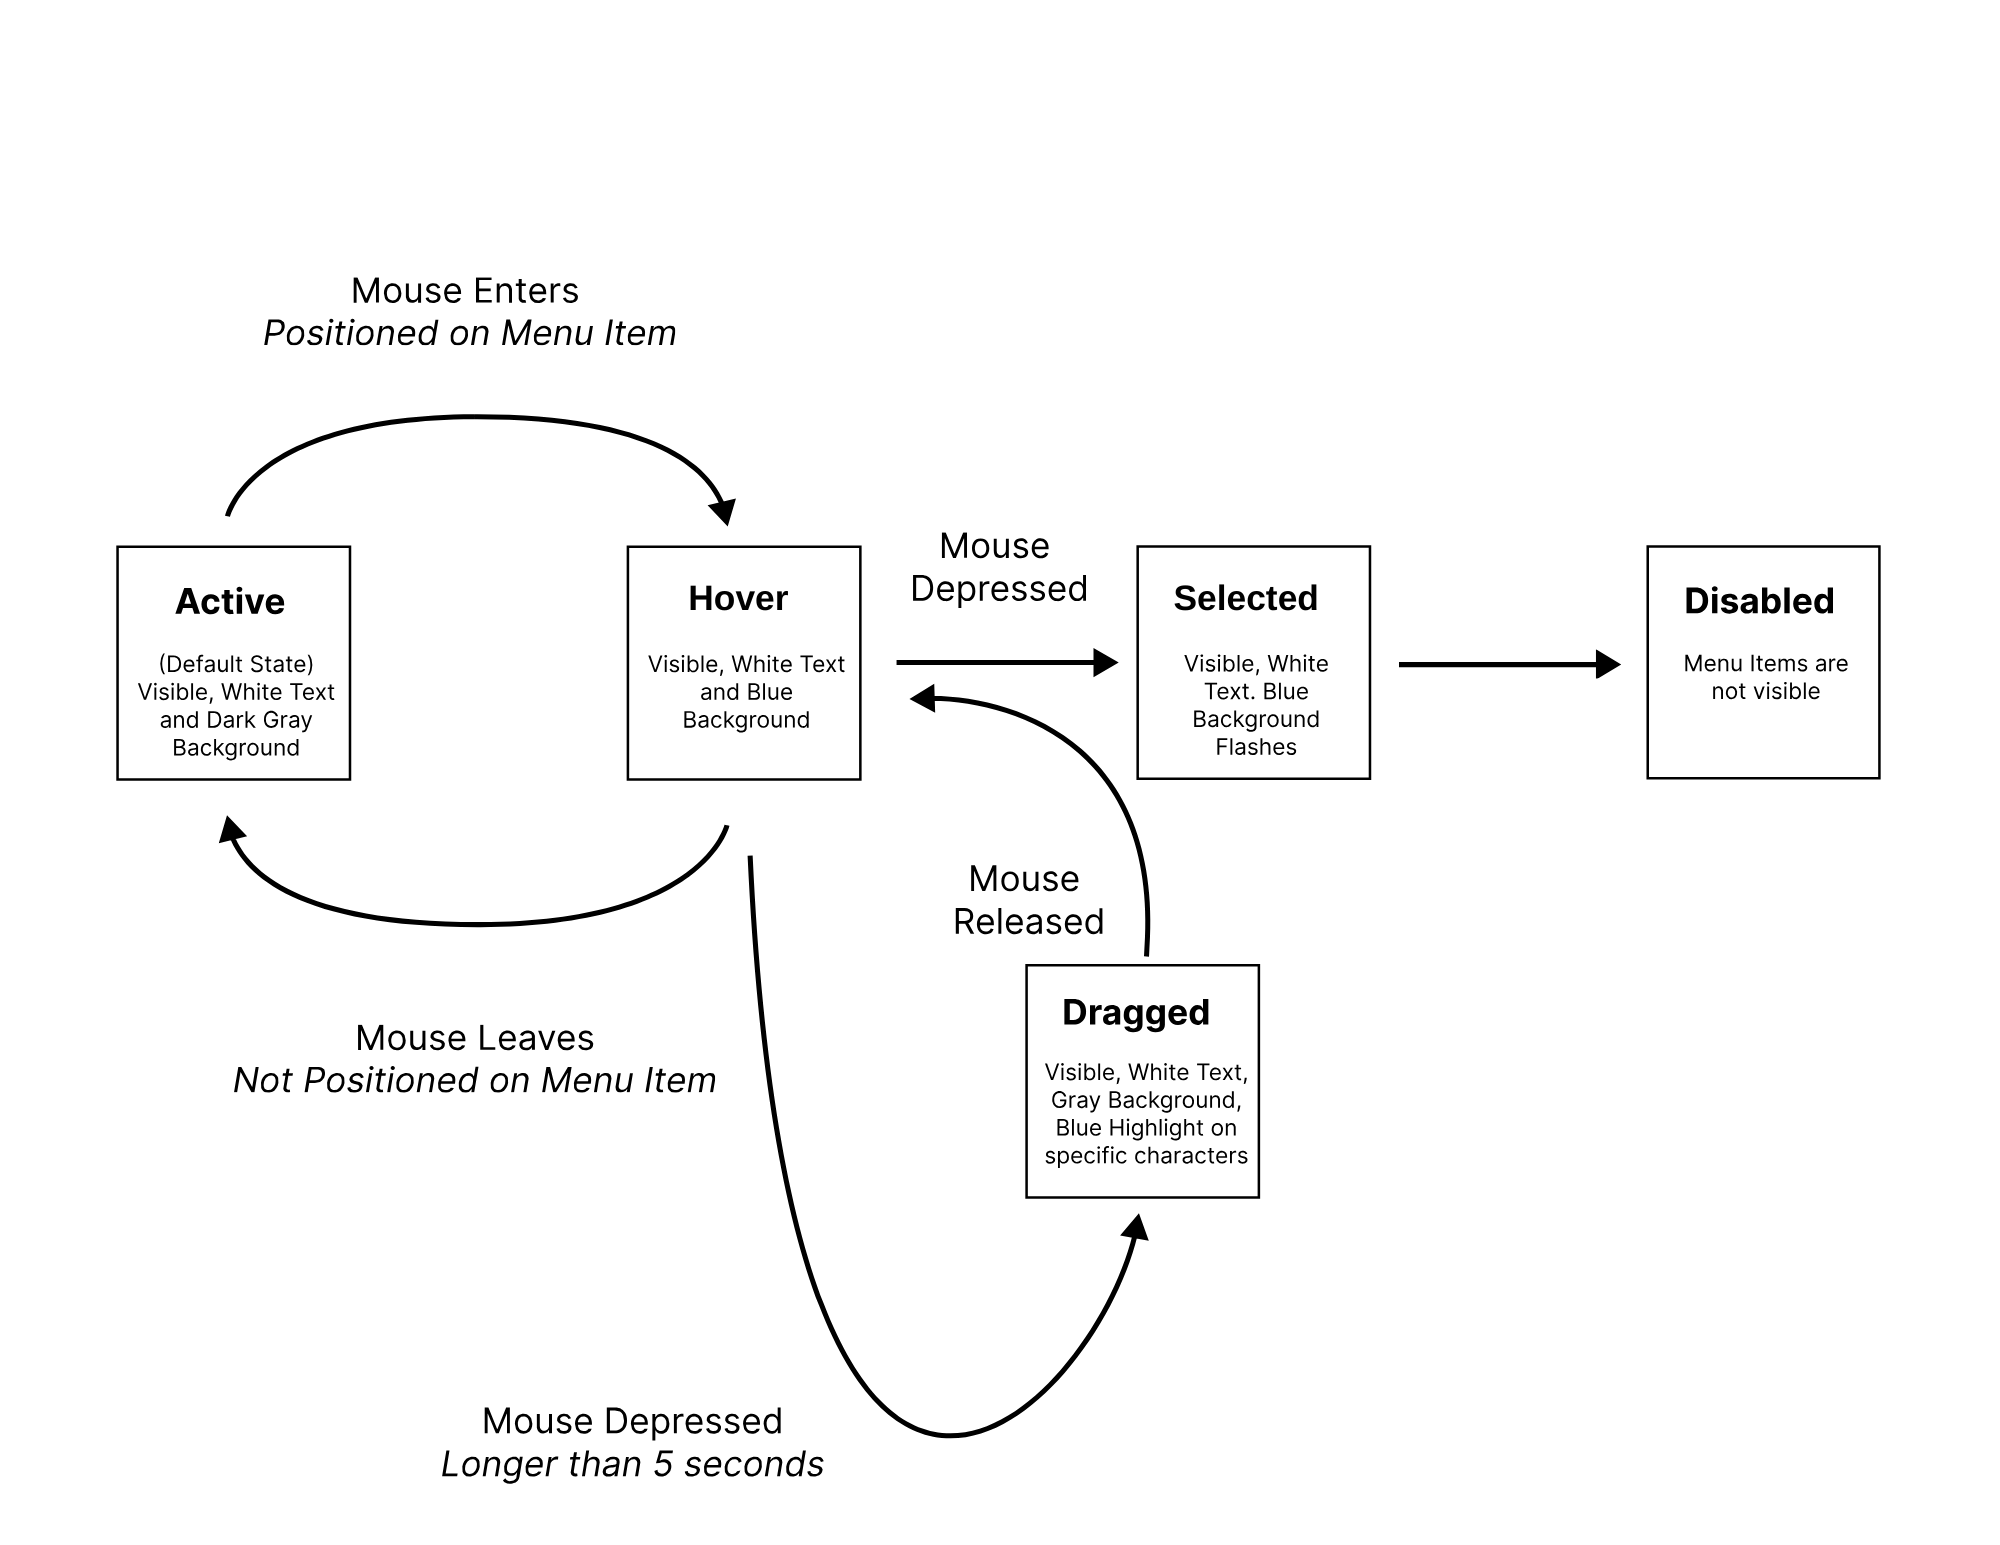 Mouse Enters
Positioned on Menu Item
Active
(Default State)
Visible, White Text
and Dark Gray
Background
Hover
Visible, White Text
and Blue
Background
Mouse
Depressed
Selected
Visible, White
Text. Blue
Background
Flashes
Disabled
Menu Items are
not visible
Mouse
Released
Dragged
Visible, White Text,
Gray Background,
Blue Highlight on
specific characters
Mouse Leaves
Not Positioned on Menu Item
Mouse Depressed
Longer than 5 seconds